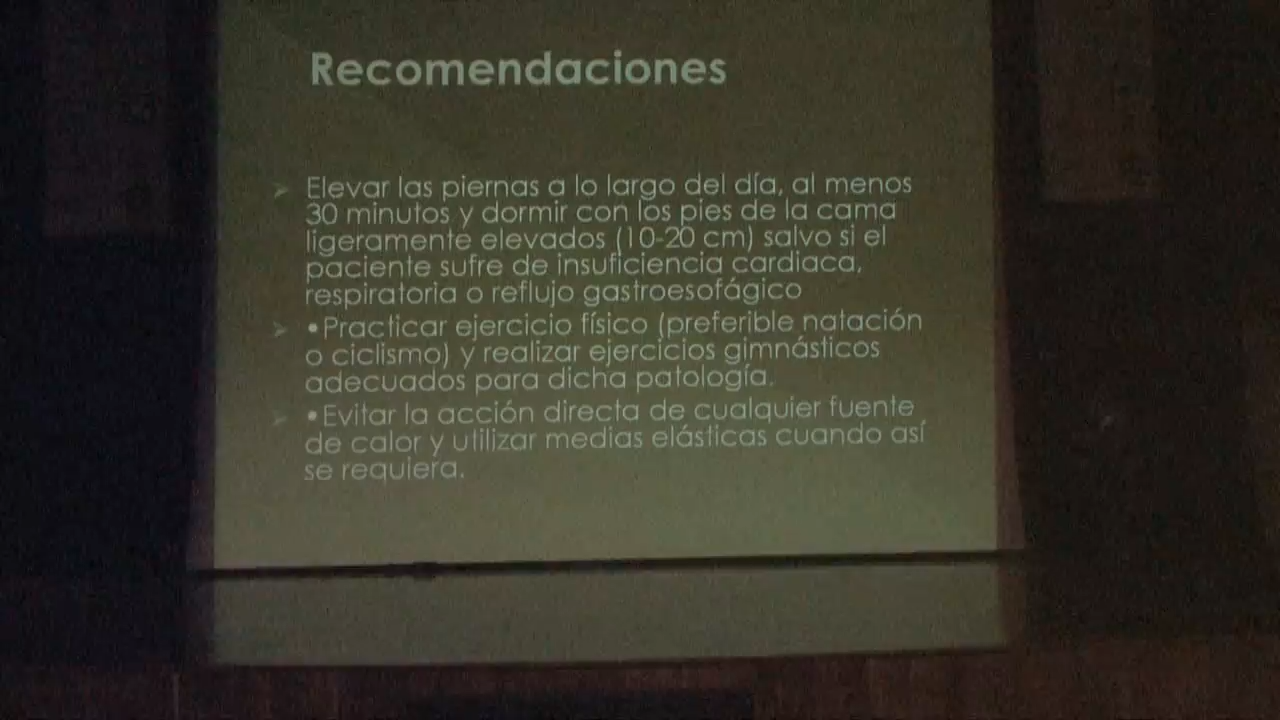 Recomendaciones
➢ Elevar las piernas a lo largo del día, al menos
30 minutos y dormir con los pies de la cama
ligeramente elevados (10-20 cm) salvo si el
paciente sufre de insuficiencia cardiaca,
respiratoria o reflujo gastroesofágico
➢ •Practicar ejercicio físico (preferible natación
o ciclismo) y realizar ejercicios gimnásticos
adecuados para dicha patología.
➢ •Evitar la acción directa de cualquier fuente
de calor y utilizar medias elásticas cuando así
se requiera.